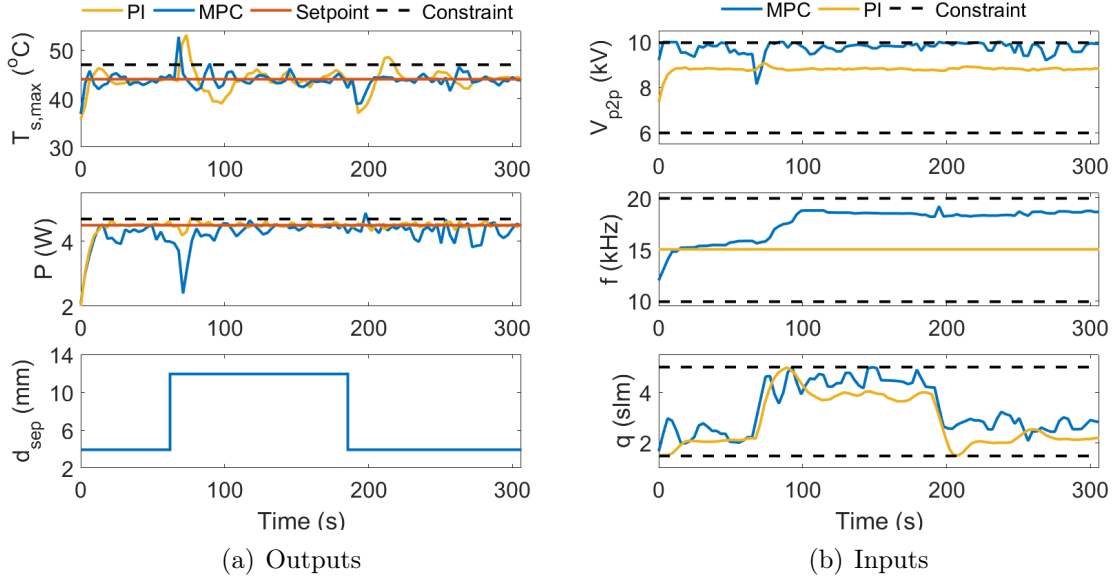 PI MPC Setpoint Constraint
T s,max (°C)
50
40
30
0 100 200 300
P (W)
4
2
0 100 200 300
d sep (mm)
14
10
6
2
0 100 200 300
Time (s)
(a) Outputs
MPC PI Constraint
V p2p (kV)
10
8
6
0 100 200 300
f (kHz)
20
15
10
0 100 200 300
q (slm)
4
2
0 100 200 300
Time (s)
(b) Inputs